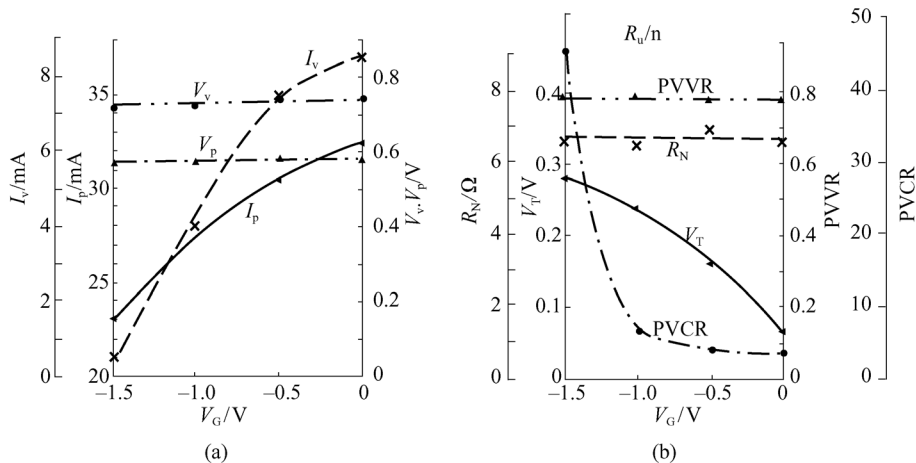 I_v/mA
8
6
4
2
0
I_p/mA
35
31
25
25
20
V_v
V_p
I_v
I_p
0.8
0.6
0.4
0.2
0
V_v.V_p/V
−1.5
−1.0
−0.5
0
V_G/V
(a)
R_N/Ω
8
6
4
2
0
V_T/V
0.4
0.3
0.2
0.1
0
R_u/n
PVVR
R_N
V_T
PVCR
0.8
0.6
0.4
0.2
0
PVVR
50
40
30
20
10
0
PVCR
−1.5
−1.0
−0.5
0
V_G/V
(b)